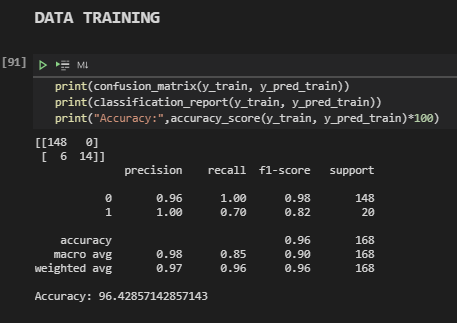 DATA TRAINING
[91]
M↓
print(confusion_matrix(y_train, y_pred_train))
print(classification_report(y_train, y_pred_train))
print("Accuracy:",accuracy_score(y_train, y_pred_train)*100)
[[148   0]
 [  6  14]]
              precision    recall  f1-score   support
           0       0.96      1.00      0.98       148
           1       1.00      0.70      0.82        20
    accuracy                           0.96       168
   macro avg       0.98      0.85      0.90       168
weighted avg       0.97      0.96      0.96       168
Accuracy: 96.42857142857143